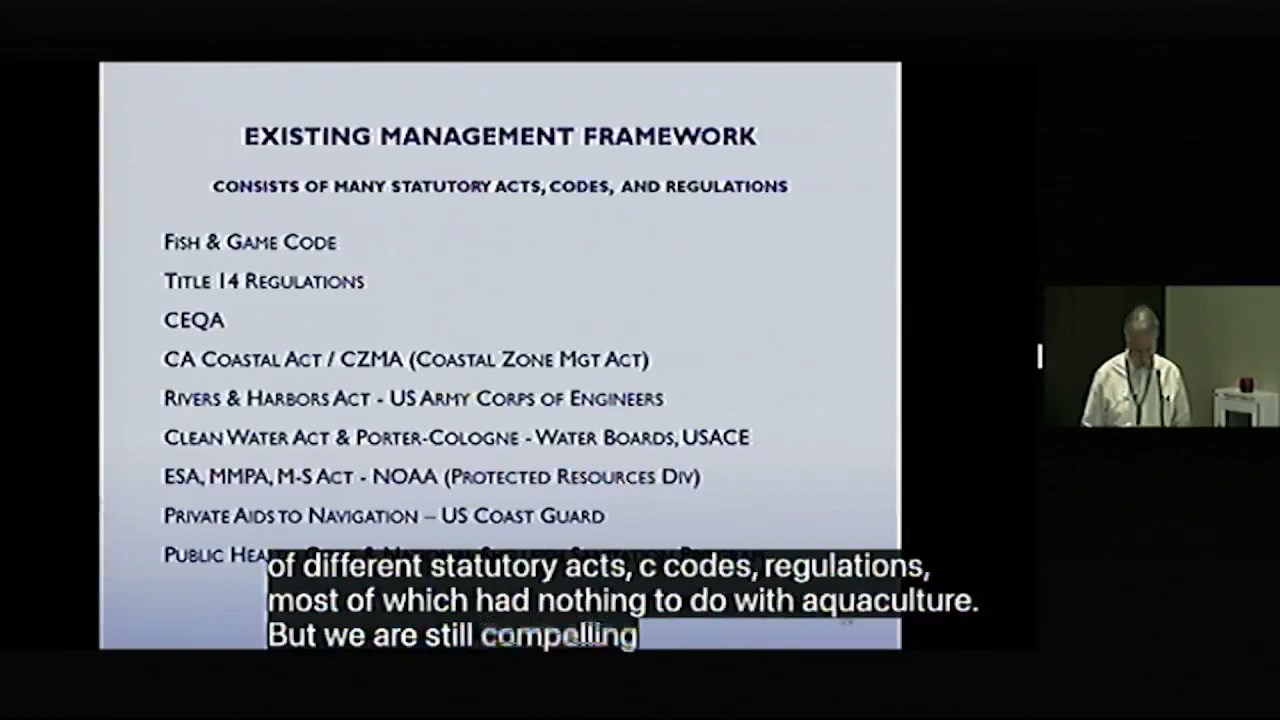 EXISTING MANAGEMENT FRAMEWORK
CONSISTS OF MANY STATUTORY ACTS, CODES, AND REGULATIONS
FISH & GAME CODE
TITLE 14 REGULATIONS
CEQA
CA COASTAL ACT / CZMA (COASTAL ZONE MGT ACT)
RIVERS & HARBORS ACT - US ARMY CORPS OF ENGINEERS
CLEAN WATER ACT & PORTER-COLOGNE - WATER BOARDS, USACE
ESA, MMPA, M-S ACT - NOAA (PROTECTED RESOURCES DIV)
PRIVATE AIDS TO NAVIGATION – US COAST GUARD
PUBLIC
of different statutory acts, c codes, regulations,
most of which had nothing to do with aquaculture.
But we are still compelling